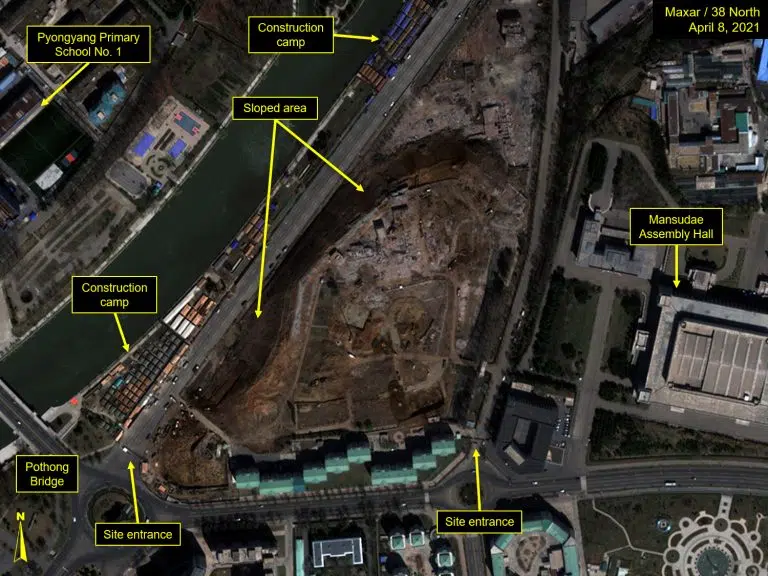 Maxar / 38 North
April 8, 2021
Pyongyang Primary
School No. 1
Construction
camp
Sloped area
Mansudae
Assembly Hall
Construction
camp
Pothong
Bridge
N
Site entrance
Site entrance